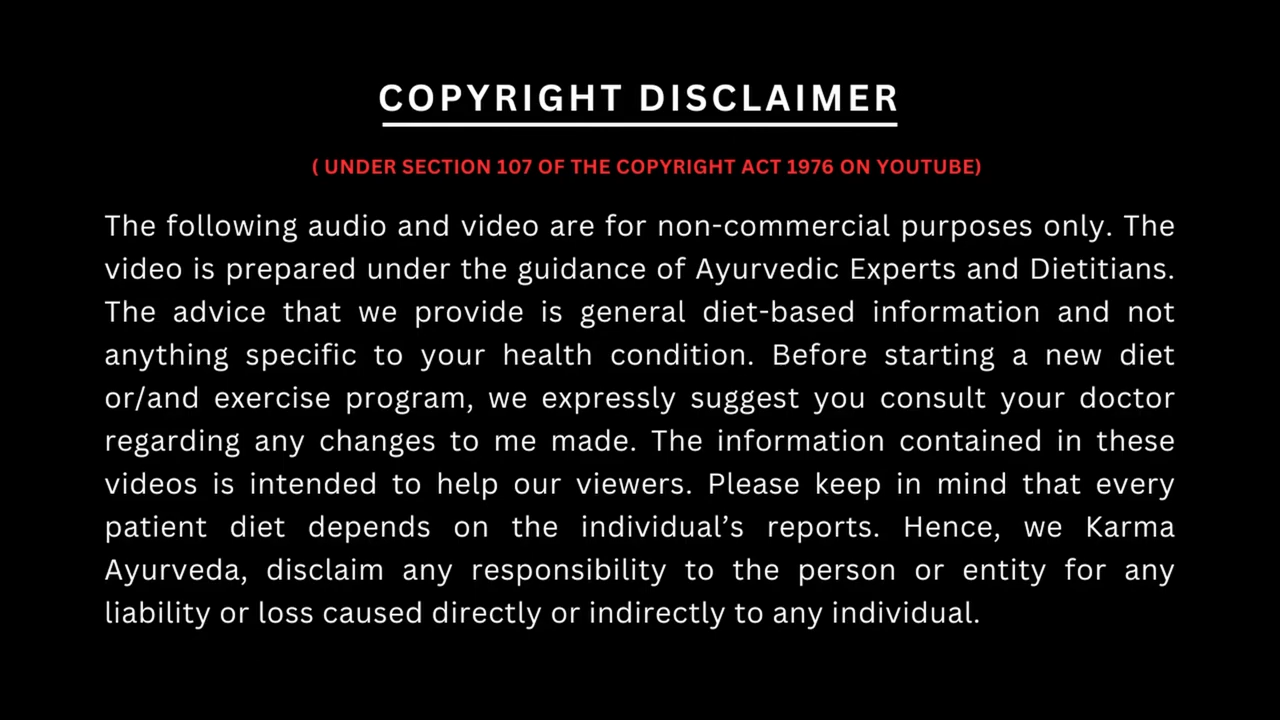 COPYRIGHT DISCLAIMER
( UNDER SECTION 107 OF THE COPYRIGHT ACT 1976 ON YOUTUBE)
The following audio and video are for non-commercial purposes only. The
video is prepared under the guidance of Ayurvedic Experts and Dietitians.
The advice that we provide is general diet-based information and not
anything specific to your health condition. Before starting a new diet
or/and exercise program, we expressly suggest you consult your doctor
regarding any changes to me made. The information contained in these
videos is intended to help our viewers. Please keep in mind that every
patient diet depends on the individual’s reports. Hence, we Karma
Ayurveda, disclaim any responsibility to the person or entity for any
liability or loss caused directly or indirectly to any individual.